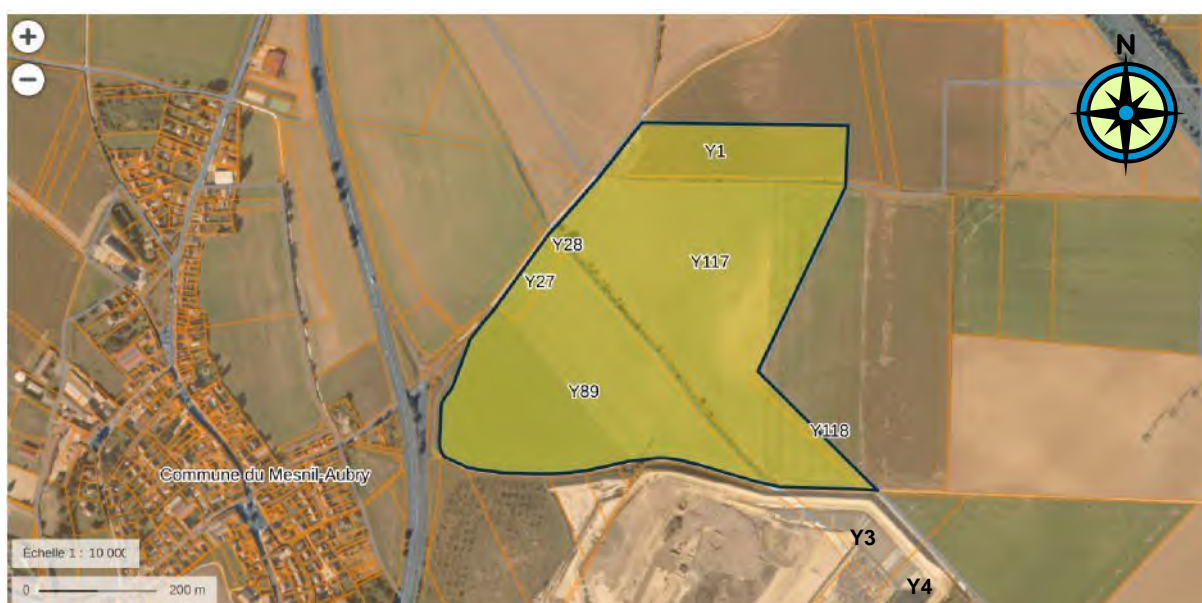 +
−
N
Y1
Y28
Y117
Y27
Y89
Y118
Commune du Mesnil-Aubry
Y3
Échelle 1 : 10 000
Y4
0 200 m